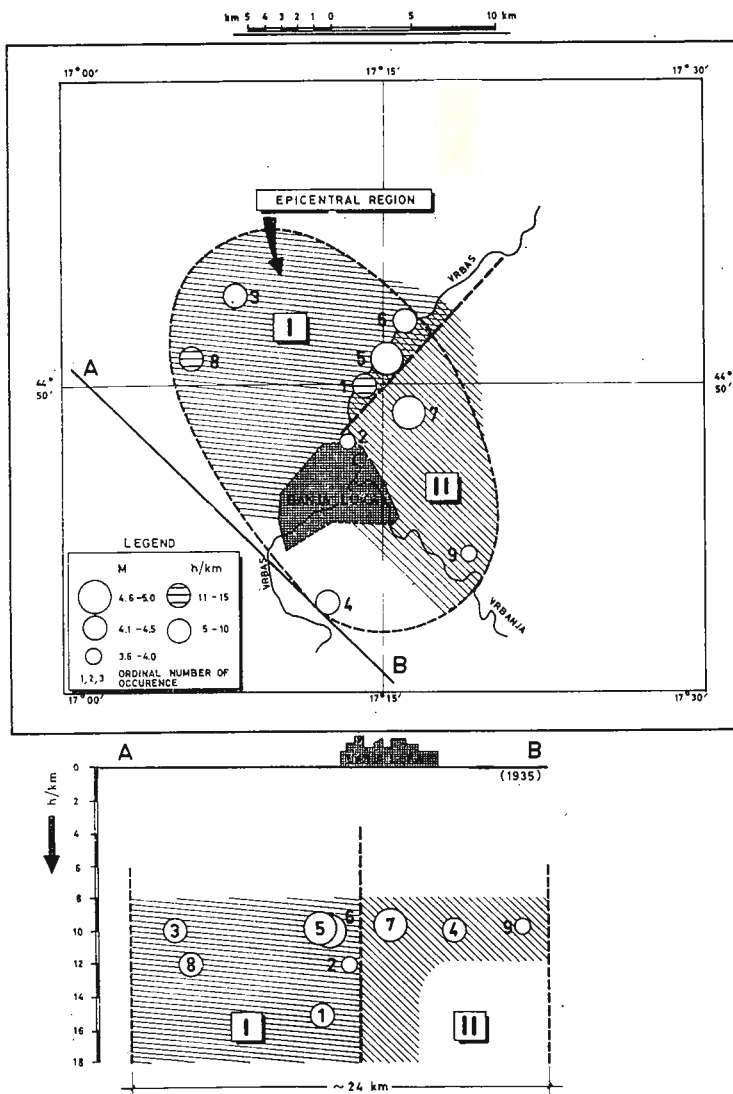 km 5 4 3 2 1 0 5 10 km
17° 00' 17° 15' 17° 30'
EPICENTRAL REGION
VRBAS
3
6
I
A
8
5
44° 50' 1 44° 50'
7
2
BANJA LUKA
II
LEGEND
M h/km
4.6-5.0 11-15
4.1-4.5 5-10
3.6-4.0
1,2,3 ORDINAL NUMBER OF
OCCURENCE
9
VRBAS
4
VRBANJA
B
17° 00' 17° 15' 17° 30'
A B
(1935)
h/km
0
2
4
6
8
10
12
14
16
18
3 5 6 7 4 9
8 2
1
I II
~24 km